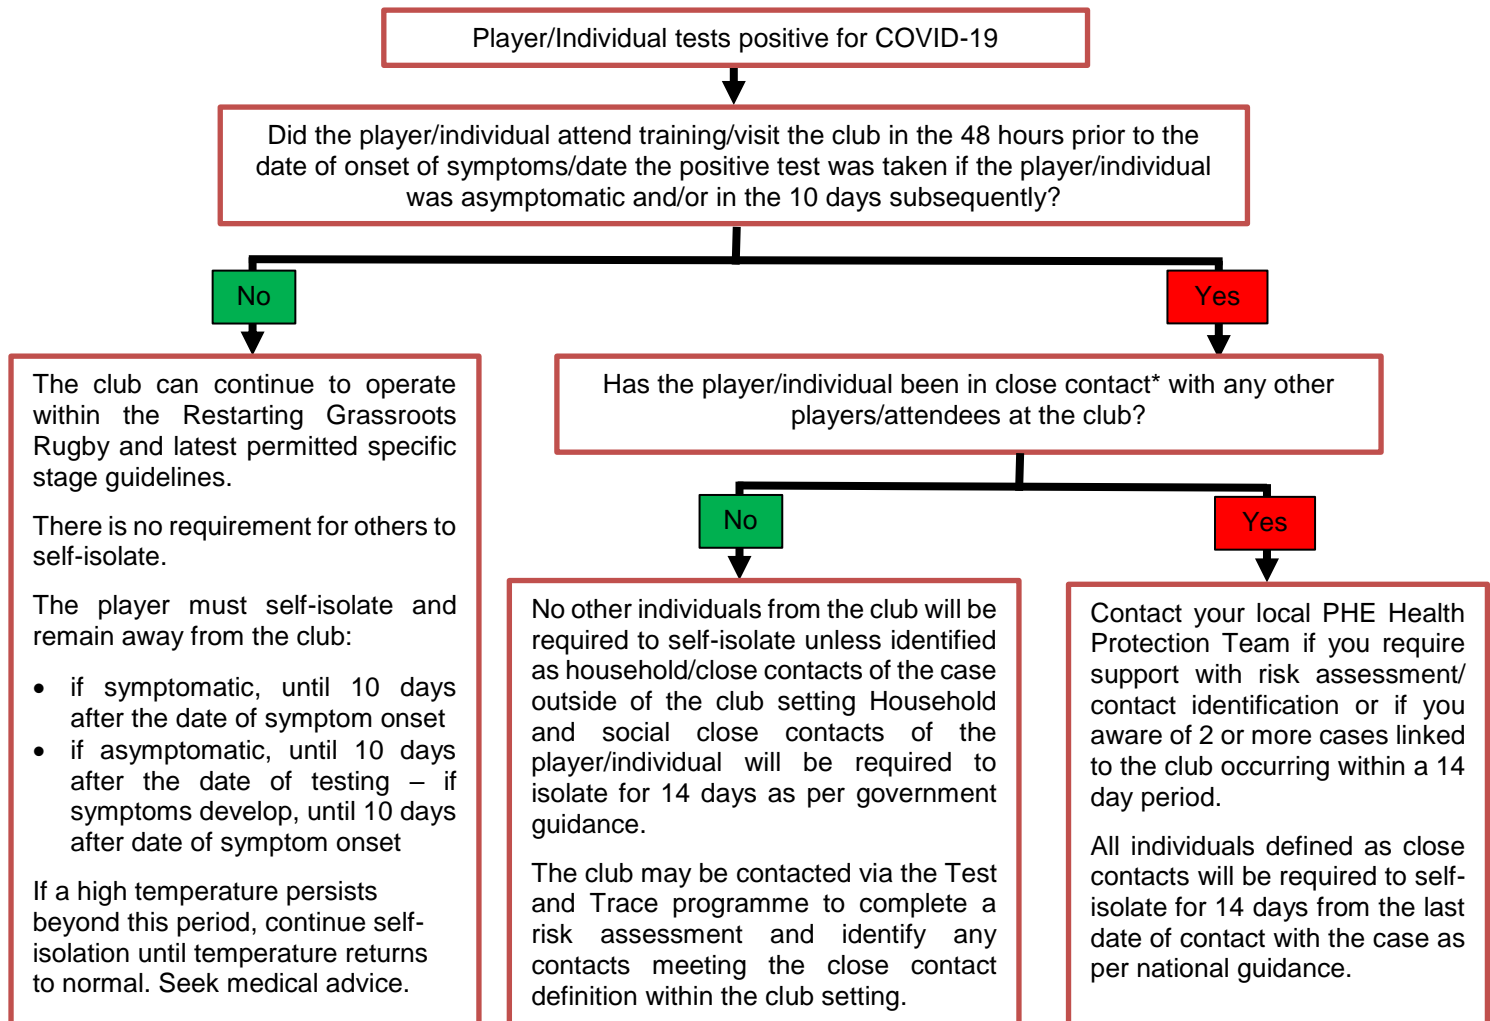 Player/Individual tests positive for COVID-19
Did the player/individual attend training/visit the club in the 48 hours prior to the
date of onset of symptoms/date the positive test was taken if the player/individual
was asymptomatic and/or in the 10 days subsequently?
No
Yes
The club can continue to operate
within the Restarting Grassroots
Rugby and latest permitted specific
stage guidelines.
There is no requirement for others to
self-isolate.
The player must self-isolate and
remain away from the club:
• if symptomatic, until 10 days
after the date of symptom onset
• if asymptomatic, until 10 days
after the date of testing – if
symptoms develop, until 10 days
after date of symptom onset
If a high temperature persists
beyond this period, continue self-
isolation until temperature returns
to normal. Seek medical advice.
Has the player/individual been in close contact* with any other
players/attendees at the club?
No
Yes
No other individuals from the club will be
required to self-isolate unless identified
as household/close contacts of the case
outside of the club setting Household
and social close contacts of the
player/individual will be required to
isolate for 14 days as per government
guidance.
The club may be contacted via the Test
and Trace programme to complete a
risk assessment and identify any
contacts meeting the close contact
definition within the club setting.
Contact your local PHE Health
Protection Team if you require
support with risk assessment/
contact identification or if you
aware of 2 or more cases linked
to the club occurring within a 14
day period.
All individuals defined as close
contacts will be required to self-
isolate for 14 days from the last
date of contact with the case as
per national guidance.